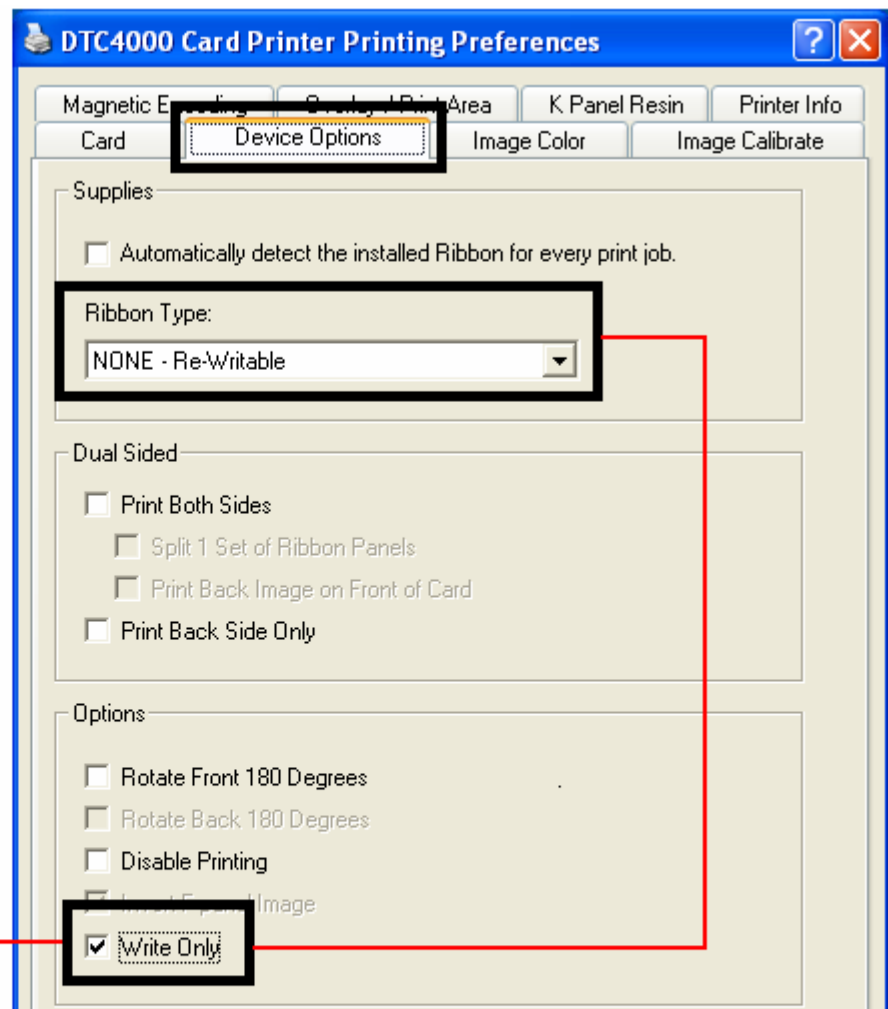 DTC4000 Card Printer Printing Preferences
Magnetic Area K Panel Resin Printer Info
Card Device Options Image Color Image Calibrate
Supplies
Automatically detect the installed Ribbon for every print job.
Ribbon Type:
NONE - Re-Writable
Dual Sided
Print Both Sides
Split 1 Set of Ribbon Panels
Print Back Image on Front of Card
Print Back Side Only
Options
Rotate Front 180 Degrees
Rotate Back 180 Degrees
Disable Printing
Image
Write Only